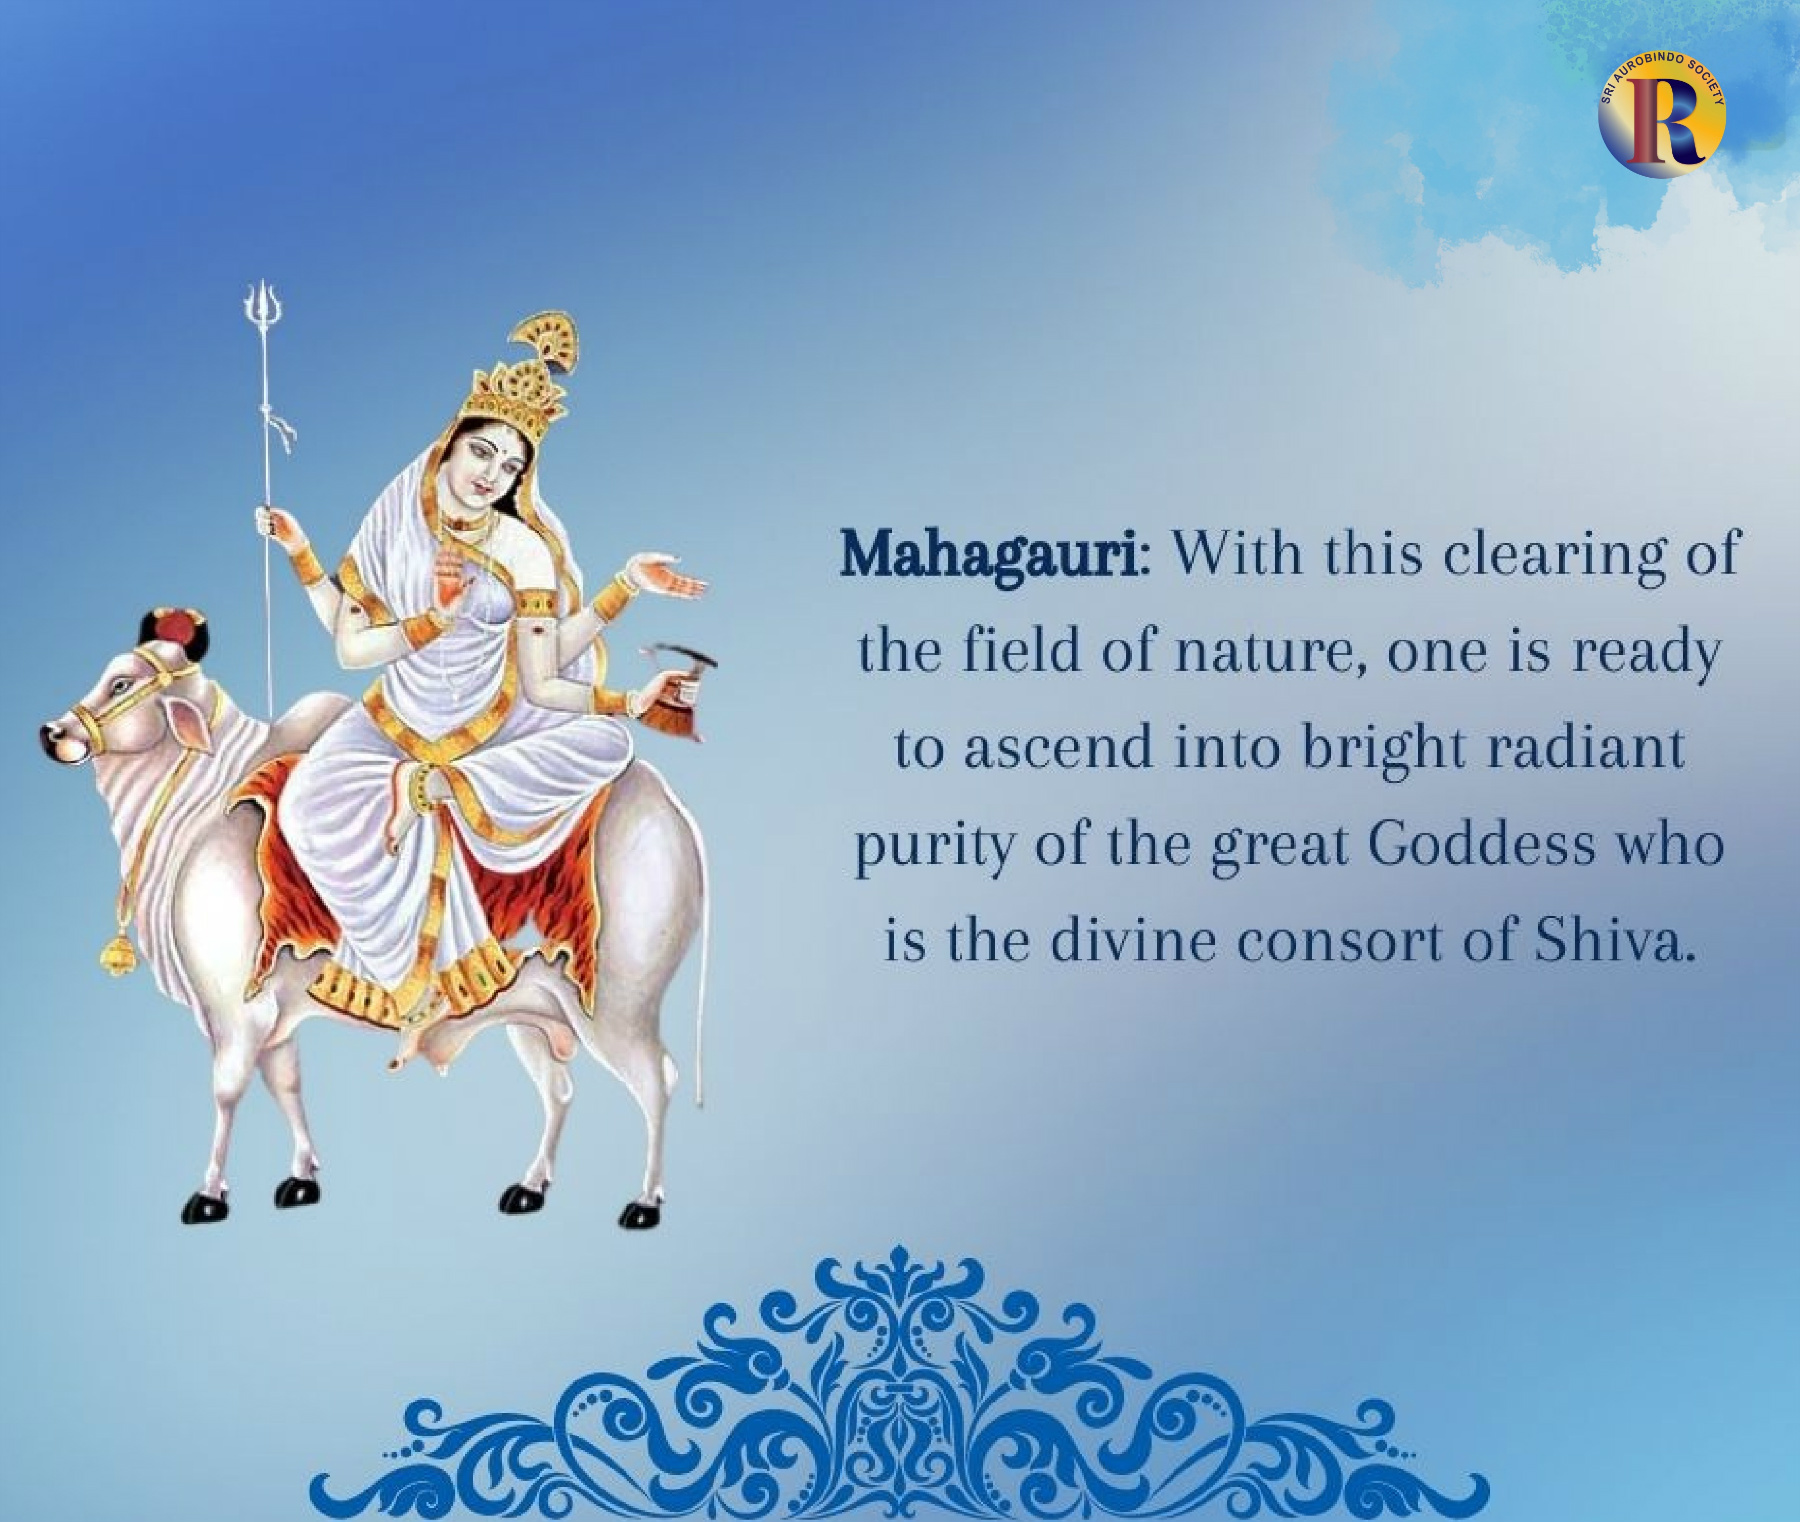 SRI AUROBINDO SOCIETY
R
Mahagauri: With this clearing of
the field of nature, one is ready
to ascend into bright radiant
purity of the great Goddess who
is the divine consort of Shiva.